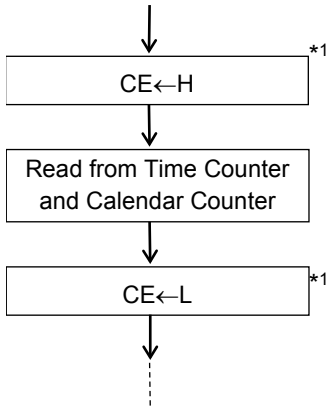 *1
CE←H
Read from Time Counter
and Calendar Counter
*1
CE←L